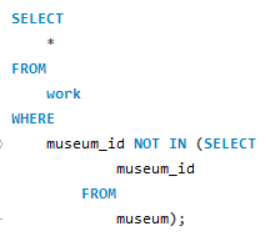 SELECT
*
FROM
work
WHERE
museum_id NOT IN (SELECT
museum_id
FROM
museum);